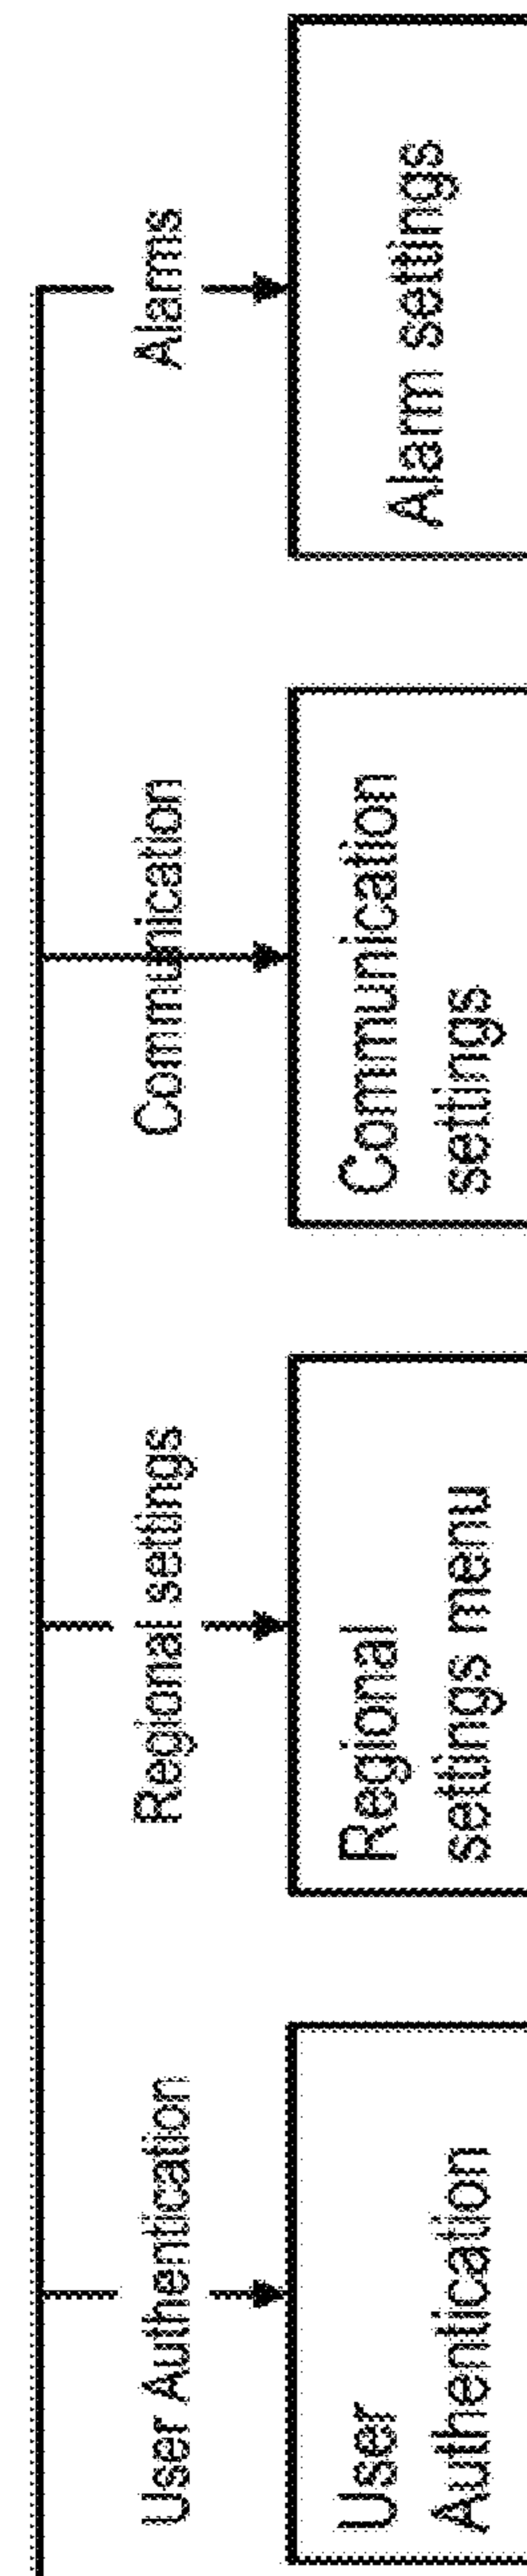 User Authentication
Regional settings
Communication
Alarms
User
Authentication
Regional
settings menu
Communication
settings
Alarm settings